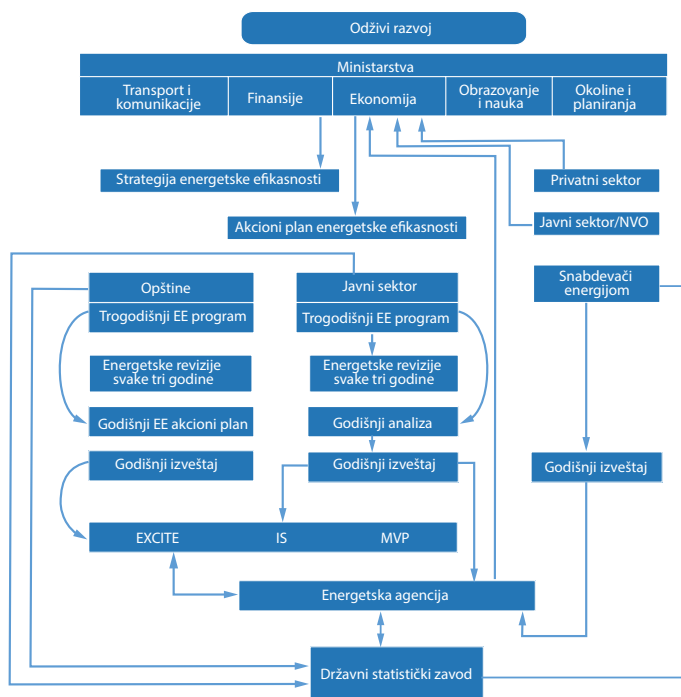 Odživi razvoj
Ministarstva
Transport i
komunikacije
Finansije
Ekonomija
Obrazovanje
i nauka
Okoline i
planiranja
Strategija energetske efikasnosti
Privatni sektor
Akcioni plan energetske efikasnosti
Javni sektor/NVO
Opštine
Trogodišnji EE program
Energetske revizije
svake tri godine
Godišnji EE akcioni plan
Godišnji izveštaj
Javni sektor
Trogodišnji EE program
Energetske revizije
svake tri godine
Godišnji analiza
Godišnji izveštaj
Snabdevači
energijom
Godišnji izveštaj
EXCITE
IS
MVP
Energetska agencija
Državni statistički zavod